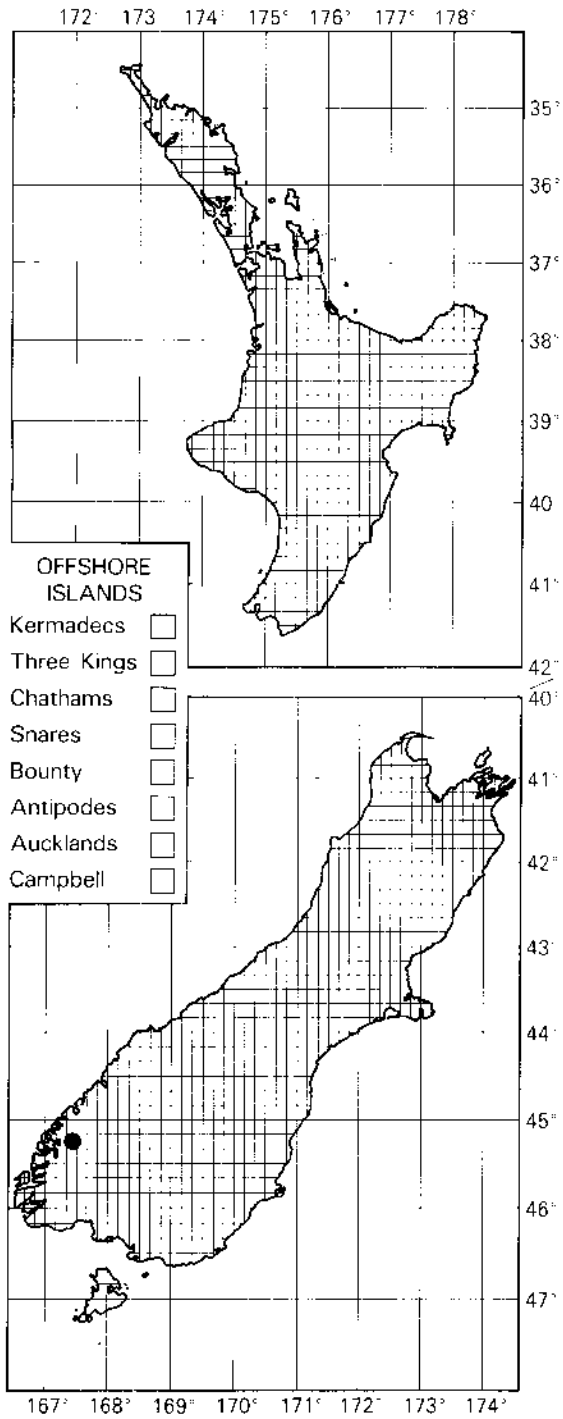 172° 173 174° 175° 176° 177° 178°
35°
36°
37°
38°
39°
40
41°
42°
OFFSHORE
ISLANDS
Kermadecs
Three Kings
Chathams
Snares
Bounty
Antipodes
Aucklands
Campbell
40°
41°
42°
43°
44°
45°
46°
47°
167° 168° 169° 170° 171° 172° 173° 174°